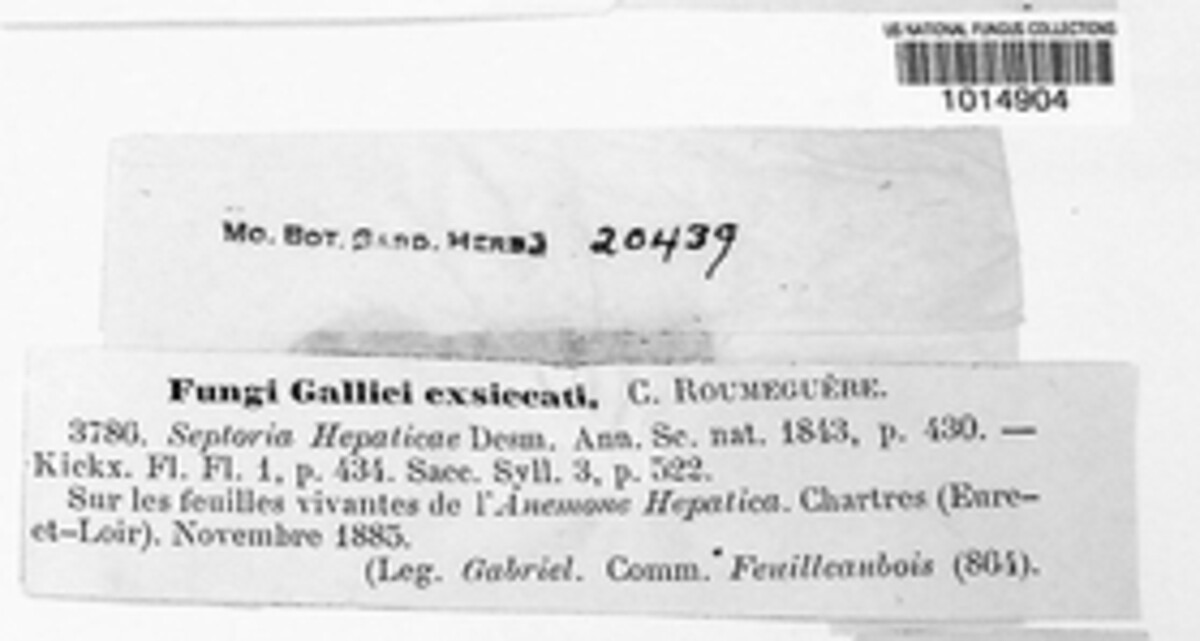 US NATIONAL FUNGUS COLLECTIONS
1014904
Mo. Bot. Gard. Herb. 20439
Fungi Gallici exsiccati. C. ROUMEGUÈRE.
3786. Septoria Hepaticae Desm. Ann. Sc. nat. 1843, p. 430. —
Kickx. Fl. Fl. 1, p. 434. Sacc. Syll. 3, p. 522.
Sur les feuilles vivantes de l'Anemone Hepatica. Chartres (Eure-
et-Loir). Novembre 1885.
(Leg. Gabriel. Comm. Feuilleaubois (864).